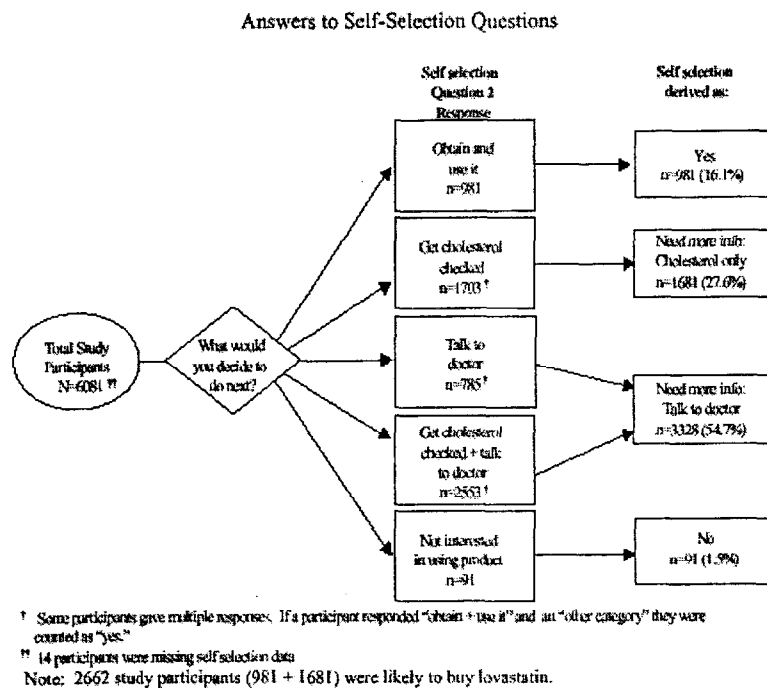 Answers to Self-Selection Questions
Self selection
Question 2
Response
Self selection
derived as:
Obtain and
use it
n=981
Yes
n=981 (16.1%)
Get cholesterol
checked
n=1703 †
Need more info:
Cholesterol only
n=1681 (27.6%)
Total Study
Participants
N=6081 ††
What would
you decide to
do next?
Talk to
doctor
n=785 †
Need more info:
Talk to doctor
n=3328 (54.7%)
Get cholesterol
checked + talk
to doctor
n=2553 †
Not interested
in using product
n=91
No
n=91 (1.5%)
† Some participants gave multiple responses. If a participant responded "obtain + use it" and an "other category" they were
counted as "yes."
†† 14 participants were missing self selection data
Note: 2662 study participants (981 + 1681) were likely to buy lovastatin.